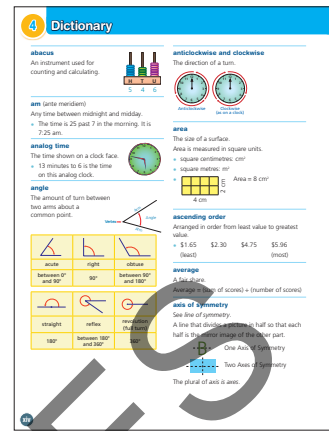 4 Dictionary
abacus
An instrument used for
counting and calculating.
H T U
5 4 6
am (ante meridiem)
Any time between midnight and midday.
The time is 25 past 7 in the morning. It is
7:25 am.
analog time
The time shown on a clock face.
13 minutes to 6 is the time
on this analog clock.
angle
The amount of turn between
two arms about a
common point.
Vertex
Arm
Angle
Arm
acute right obtuse
between 0° and 90°
90°
between 90° and 180°
straight reflex revolution (full turn)
180°
between 180° and 360°
360°
anticlockwise and clockwise
The direction of a turn.
Anticlockwise
Clockwise
(as on a clock)
area
The size of a surface.
Area is measured in square units.
square centimetres: cm²
square metres: m²
2 cm
Area = 8 cm²
4 cm
ascending order
Arranged in order from least value to greatest
value.
$1.65 $2.30 $4.75 $5.96
(least) (most)
average
A fair share.
Average = (sum of scores) ÷ (number of scores)
axis of symmetry
See line of symmetry.
A line that divides a picture in half so that each
half is the mirror image of the other part.
B
One Axis of Symmetry
Two Axes of Symmetry
The plural of axis is axes.
xiv